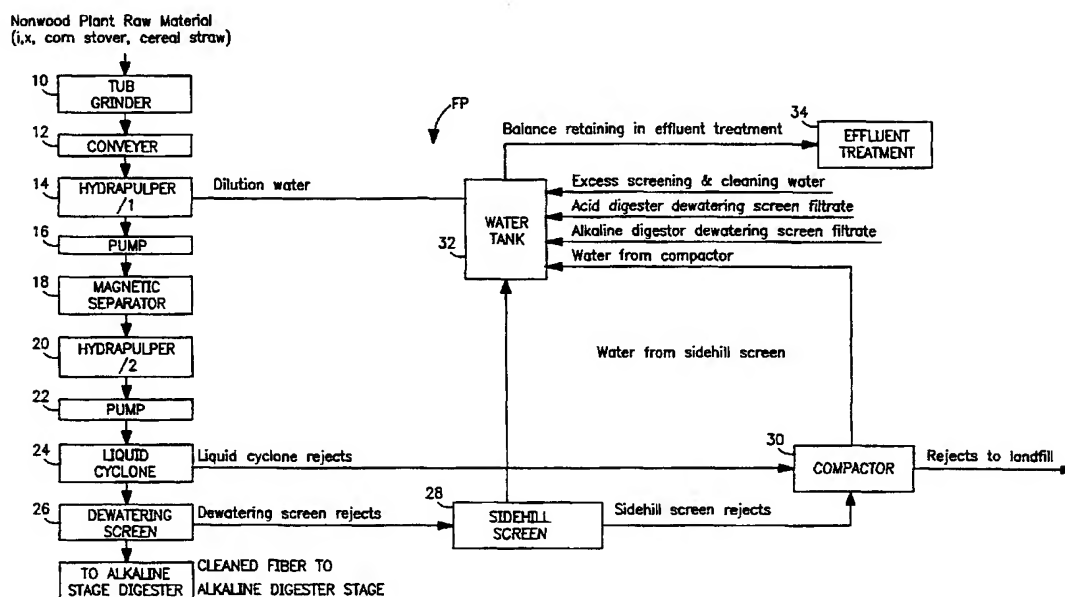 Nonwood Plant Raw Material
(i,x, corn stover, cereal straw)
10
TUB
GRINDER
12
CONVEYER
14
HYDRAPULPER
/1
16
PUMP
18
MAGNETIC
SEPARATOR
20
HYDRAPULPER
/2
22
PUMP
24
LIQUID
CYCLONE
26
DEWATERING
SCREEN
TO ALKALINE
STAGE DIGESTER
CLEANED FIBER TO
ALKALINE DIGESTER STAGE
FP
Balance retaining in effluent treatment
34
EFFLUENT
TREATMENT
Dilution water
WATER
TANK
32
Excess screening & cleaning water
Acid digester dewatering screen filtrate
Alkaline digestor dewatering screen filtrate
Water from compactor
Water from sidehill screen
Liquid cyclone rejects
30
COMPACTOR
Rejects to landfill
Dewatering screen rejects
28
SIDEHILL
SCREEN
Sidehill screen rejects